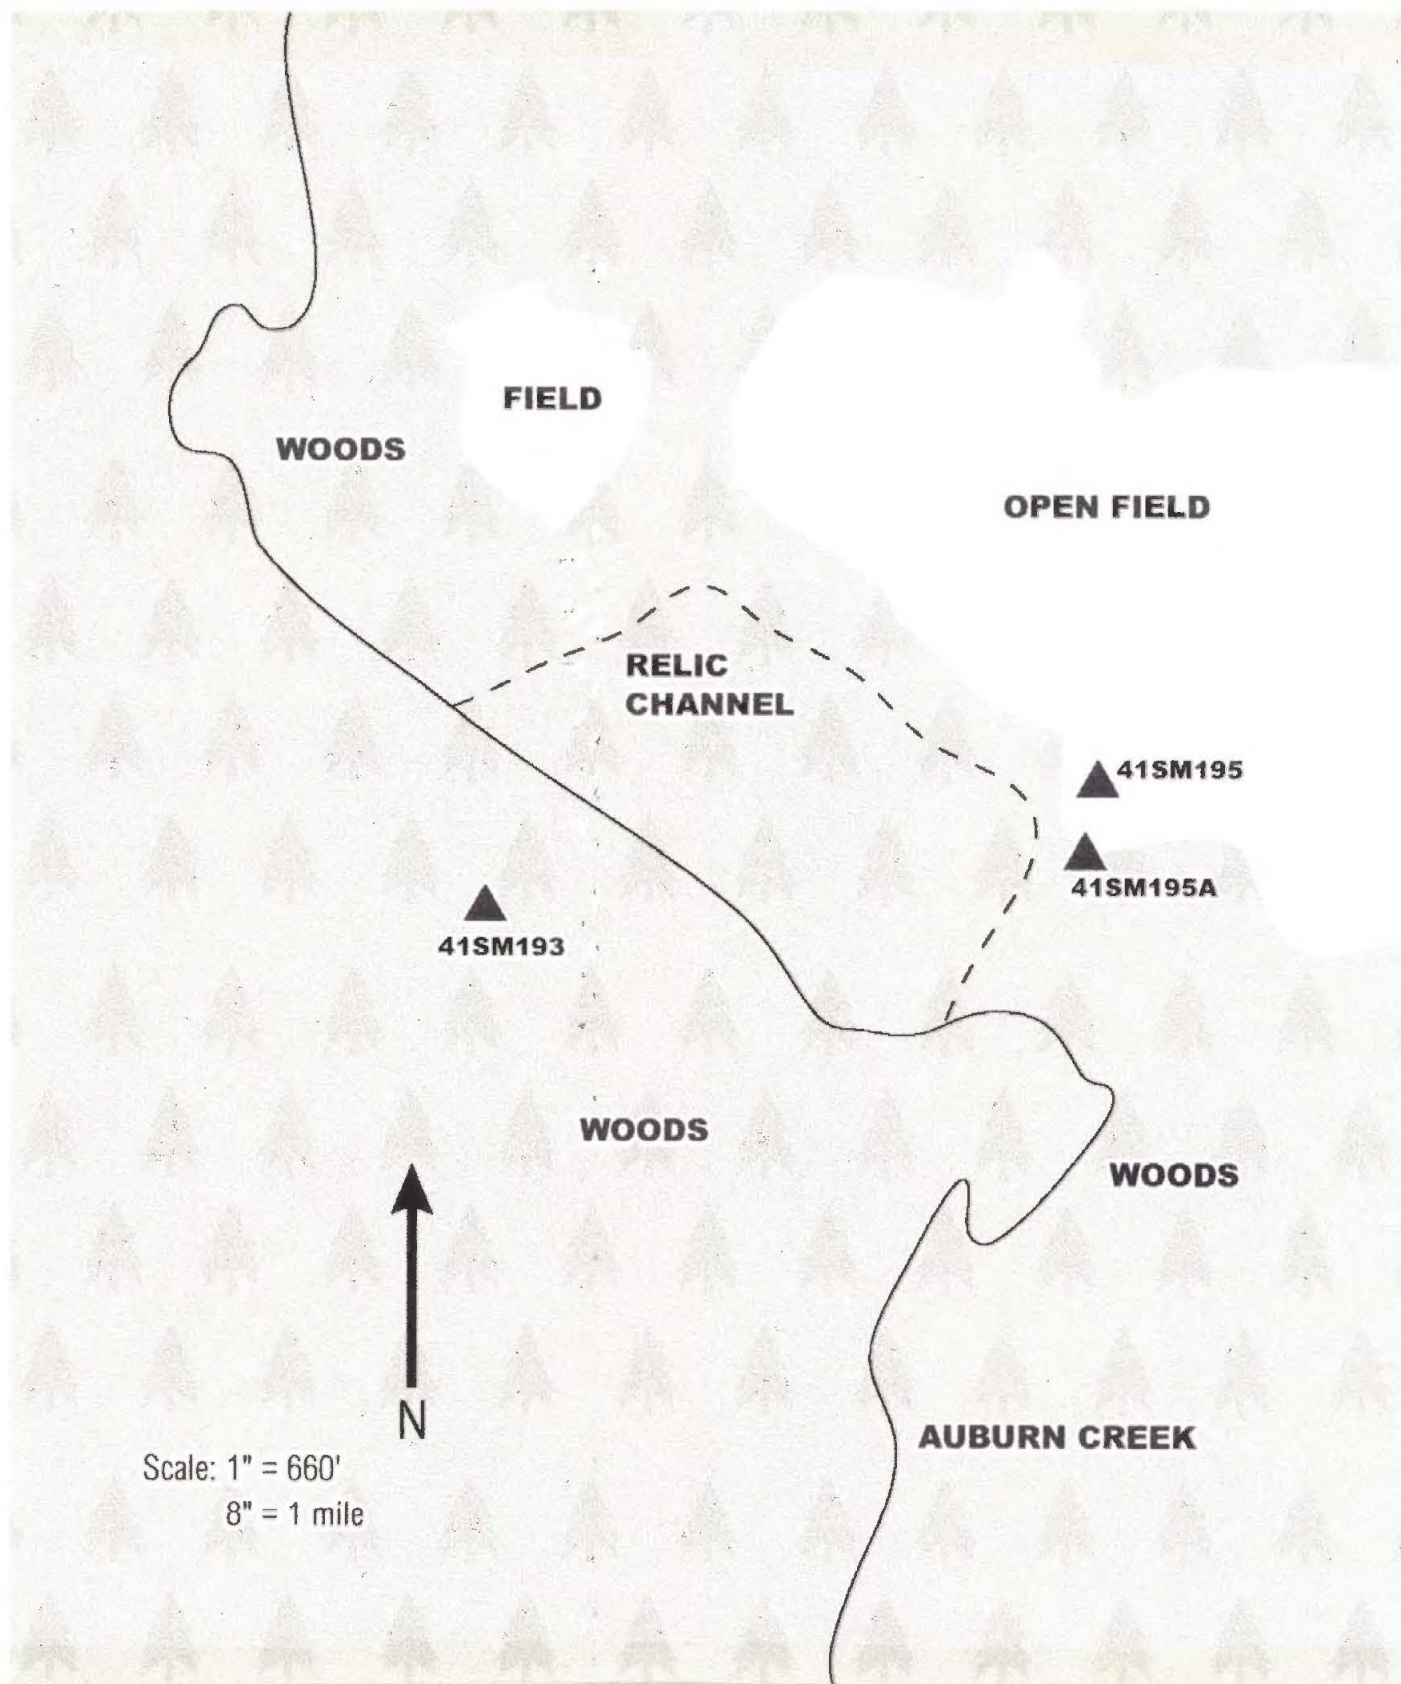 FIELD
WOODS
OPEN FIELD
RELIC
CHANNEL
41SM195
41SM195A
41SM193
WOODS
WOODS
N
AUBURN CREEK
Scale: 1" = 660'
8" = 1 mile